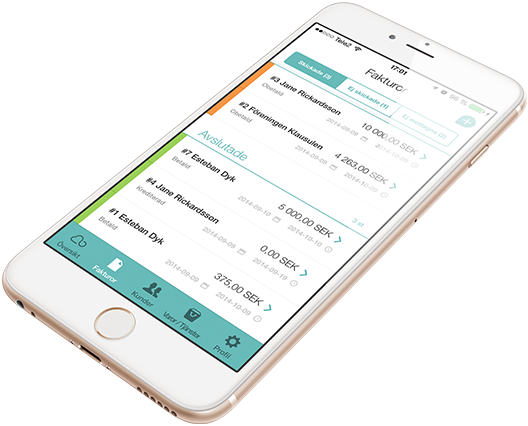 Tele2
17:01
Fakturor
Skickade (3)
Ej skickade (1)
#3 Jane Rickardsson
10 000,00 SEK
Obetald
2014-09-09
#2 Föreningen Klausulen
4 263,00 SEK
Obetald
2014-09-09
2014-10-09
Avslutade
3 st
#7 Esteban Dyk
5 000,00 SEK
Betald
2014-09-10
2014-10-10
#4 Jane Rickardsson
0,00 SEK
Krediterad
2014-09-09
2014-09-19
#1 Esteban Dyk
375,00 SEK
Betald
2014-09-09
2014-10-09
Översikt
Fakturor
Kunder
Varor/Tjänster
Profil